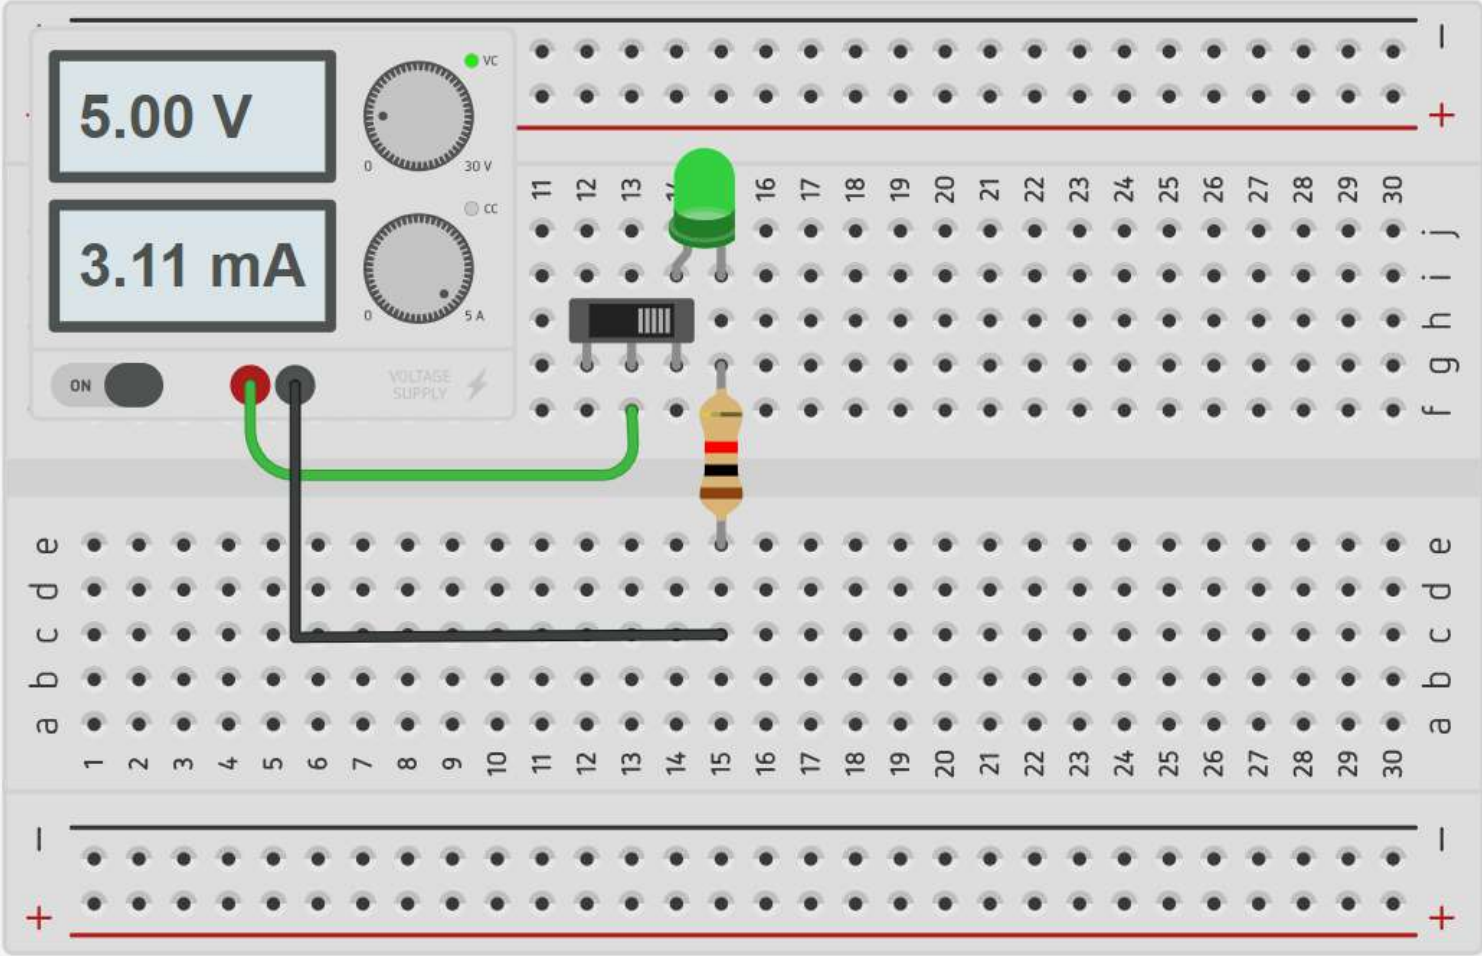 −
5.00 V
VC
0
30 V
+
11 12 13 14 16 17 18 19 20 21 22 23 24 25 26 27 28 29 30
j
3.11 mA
CC
i
0
5 A
h
ON
VOLTAGE
SUPPLY
g
f
e e
d d
c c
b b
a a
1 2 3 4 5 6 7 8 9 10 11 12 13 14 15 16 17 18 19 20 21 22 23 24 25 26 27 28 29 30
− −
+ +